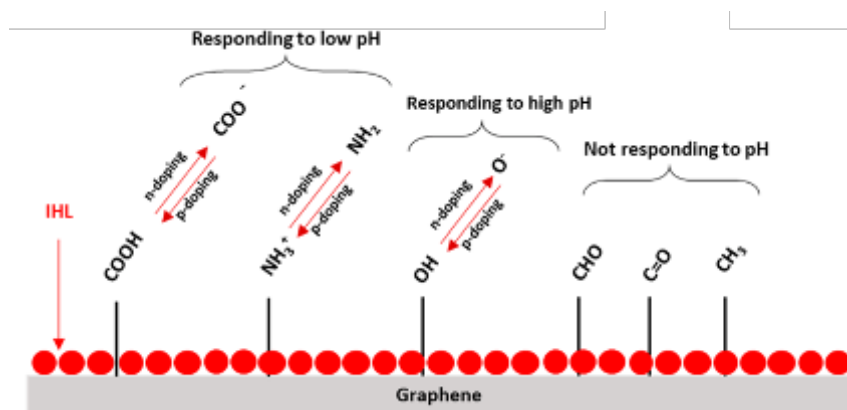 Responding to low pH
COO⁻
NH₂
Responding to high pH
n-doping
p-doping
n-doping
p-doping
O⁻
n-doping
p-doping
Not responding to pH
IHL
COOH
NH₃⁺
OH
CHO
C=O
CH₃
Graphene